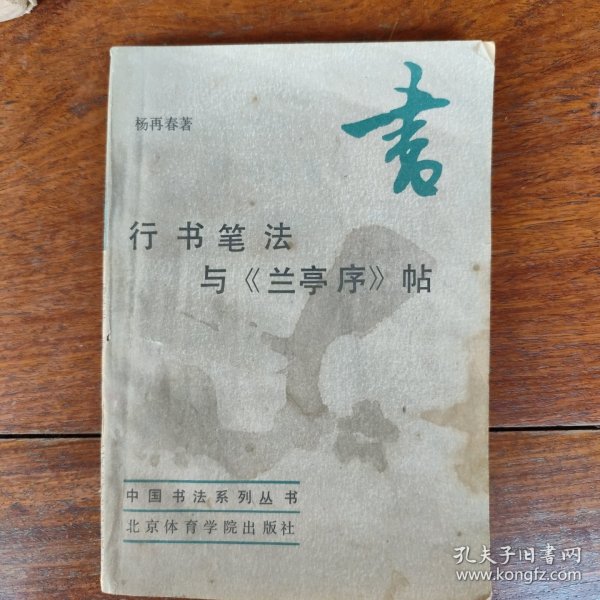 書
杨再春著
行书笔法
与《兰亭序》帖
中国书法系列丛书
北京体育学院出版社
孔夫子旧书网
www.kongfz.com